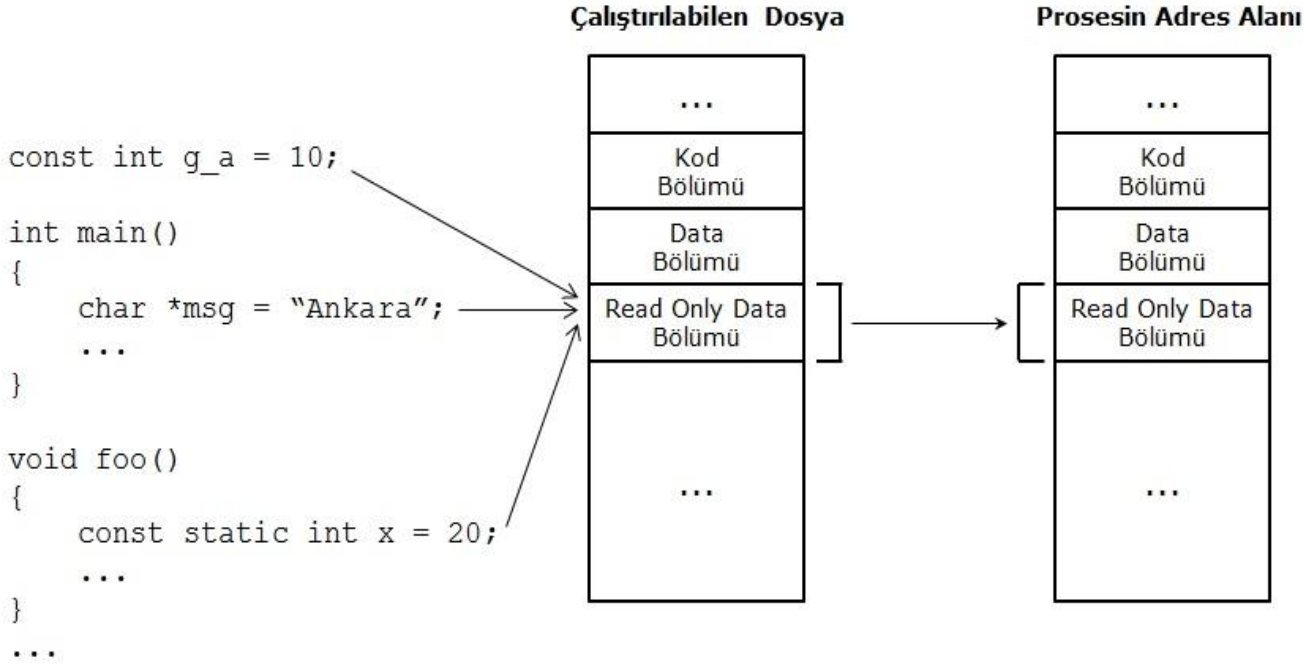 Çalıştırılabilen Dosya
Prosesin Adres Alanı
const int g_a = 10;
int main()
{
char *msg = “Ankara”;
...
}
void foo()
{
const static int x = 20;
...
}
...
...
Kod
Bölümü
Data
Bölümü
Read Only Data
Bölümü
...
...
Kod
Bölümü
Data
Bölümü
Read Only Data
Bölümü
...